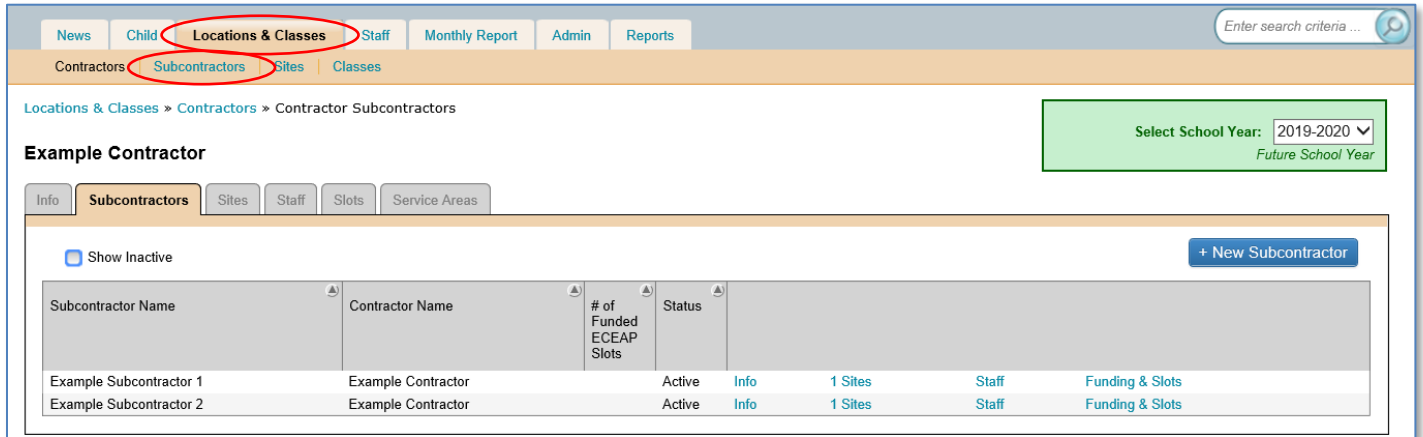 News Child Locations & Classes Staff Monthly Report Admin Reports Enter search criteria ...
Contractors Subcontractors Sites Classes
Locations & Classes » Contractors » Contractor Subcontractors
Select School Year: 2019-2020
Future School Year
Example Contractor
Info Subcontractors Sites Staff Slots Service Areas
Show Inactive + New Subcontractor
Subcontractor Name Contractor Name # of Status
Funded
ECEAP
Slots
Example Subcontractor 1 Example Contractor Active Info 1 Sites Staff Funding & Slots
Example Subcontractor 2 Example Contractor Active Info 1 Sites Staff Funding & Slots